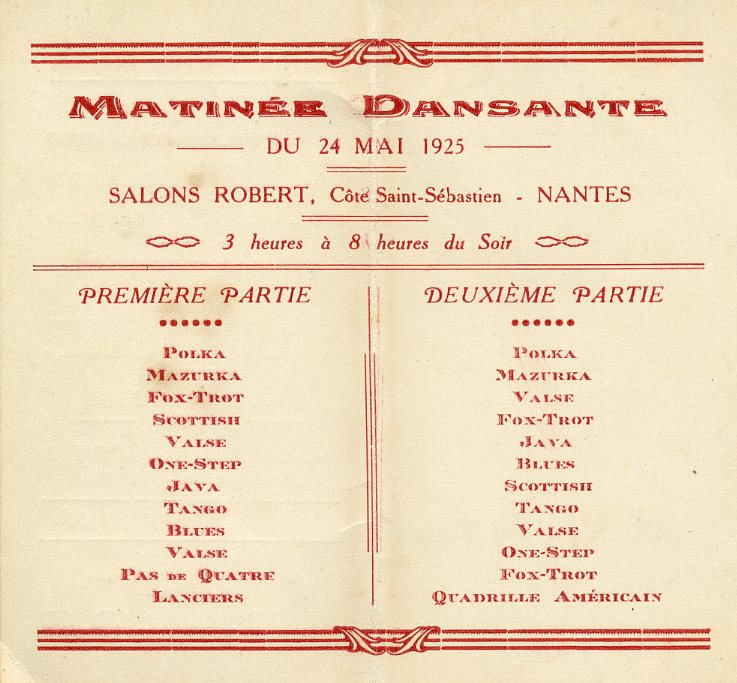 MATINÉE DANSANTE
DU 24 MAI 1925
SALONS ROBERT, Côté Saint-Sébastien - NANTES
3 heures à 8 heures du Soir
PREMIÈRE PARTIE
POLKA
MAZURKA
FOX-TROT
SCOTTISH
VALSE
ONE-STEP
JAVA
TANGO
BLUES
VALSE
PAS DE QUATRE
LANCIERS
DEUXIÈME PARTIE
POLKA
MAZURKA
VALSE
FOX-TROT
JAVA
BLUES
SCOTTISH
TANGO
VALSE
ONE-STEP
FOX-TROT
QUADRILLE AMÉRICAIN